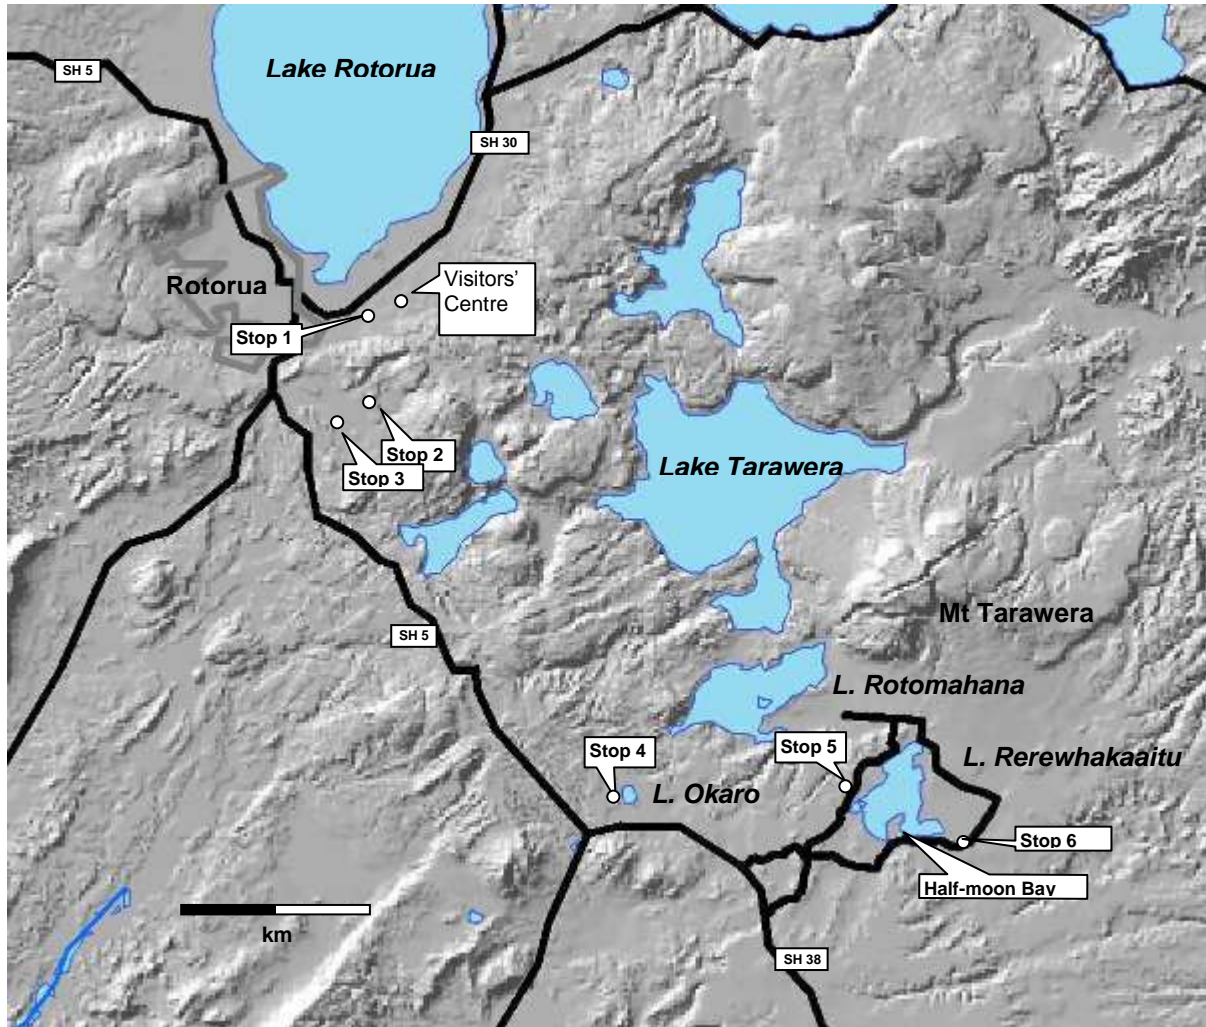 Lake Rotorua
SH 5
SH 30
Visitors'
Centre
Rotorua
Stop 1
Stop 2
Stop 3
Lake Tarawera
Mt Tarawera
SH 5
L. Rotomahana
Stop 4
Stop 5
L. Rerewhakaaitu
L. Okaro
Stop 6
Half-moon Bay
km
SH 38